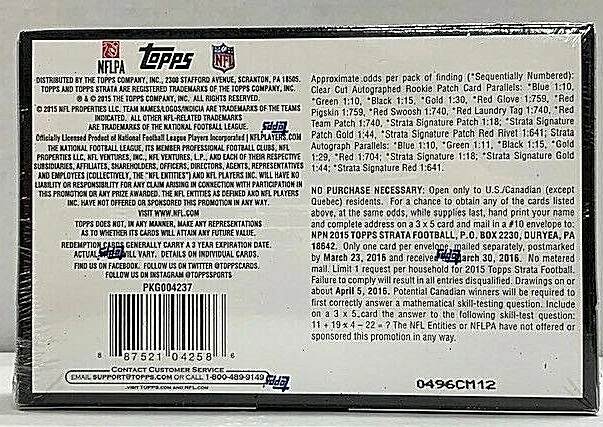 NFLPA
Topps
NFL
DISTRIBUTED BY THE TOPPS COMPANY, INC., 2300 STAFFORD AVENUE, SCRANTON, PA 18505.
TOPPS AND TOPPS STRATA ARE REGISTERED TRADEMARKS OF THE TOPPS COMPANY, INC.
® & © 2015 THE TOPPS COMPANY, INC. ALL RIGHTS RESERVED.
© 2015 NFL PROPERTIES LLC. TEAM NAMES/LOGOS/INDICIA ARE TRADEMARKS OF THE TEAMS
INDICATED. ALL OTHER NFL-RELATED TRADEMARKS
ARE TRADEMARKS OF THE NATIONAL FOOTBALL LEAGUE.
Officially Licensed Product of National Football League Players Incorporated | NFLPLAYERS.COM
THE NATIONAL FOOTBALL LEAGUE, ITS MEMBER PROFESSIONAL FOOTBALL CLUBS, NFL
PROPERTIES LLC, NFL VENTURES, INC., NFL VENTURES, L.P., AND EACH OF THEIR RESPECTIVE
SUBSIDIARIES, AFFILIATES, SHAREHOLDERS, OFFICERS, DIRECTORS, AGENTS, REPRESENTATIVES
AND EMPLOYEES (COLLECTIVELY, THE "NFL ENTITIES") AND NFL PLAYERS INC. WILL HAVE NO
LIABILITY OR RESPONSIBILITY FOR ANY CLAIM ARISING IN CONNECTION WITH PARTICIPATION IN
THIS PROMOTION OR ANY PRIZE AWARDED. THE NFL ENTITIES AS DEFINED AND NFL PLAYERS
INC. HAVE NOT OFFERED OR SPONSORED THIS PROMOTION IN ANY WAY.
VISIT WWW.NFL.COM
TOPPS DOES NOT, IN ANY MANNER, MAKE ANY REPRESENTATIONS
AS TO WHETHER ITS CARDS WILL ATTAIN ANY FUTURE VALUE.
REDEMPTION CARDS GENERALLY CARRY A 3 YEAR EXPIRATION DATE.
ACTUAL WILL VARY. DETAILS ON INDIVIDUAL CARDS.
FIND US ON FACEBOOK. FOLLOW US ON TWITTER @TOPPSCARDS.
FOLLOW US ON INSTAGRAM @TOPPSSPORTS
PKG004237
8 87521 04258 6
CONTACT CUSTOMER SERVICE
EMAIL SUPPORT@TOPPS.COM OR CALL 1-800-489-9149
VISIT TOPPS.COM AND NFL.COM
Approximate odds per pack of finding (*Sequentially Numbered):
Clear Cut Autographed Rookie Patch Card Parallels: *Blue 1:10,
*Green 1:10, *Black 1:15, *Gold 1:30, *Red Glove 1:759, *Red
Pigskin 1:759, *Red Swoosh 1:740, *Red Laundry Tag 1:740, *Red
Team Patch 1:740, *Strata Signature Patch 1:18; *Strata Signature
Patch Gold 1:44, *Strata Signature Patch Red Rivet 1:641; Strata
Autograph Parallels: *Blue 1:10, *Green 1:11, *Black 1:15, *Gold
1:29, *Red 1:704; *Strata Signature 1:18; *Strata Signature Gold
1:44; *Strata Signature Red 1:641.
NO PURCHASE NECESSARY: Open only to U.S./Canadian (except
Quebec) residents. For a chance to obtain any of the cards listed
above, at the same odds, while supplies last, hand print your name
and complete address on a 3 x 5 card and mail in a #10 envelope to:
NPN 2015 TOPPS STRATA FOOTBALL, P.O. BOX 2230, DURYEA, PA
18642. Only one card per envelope, mailed separately, postmarked
by March 23, 2016 and received March 30, 2016. No metered
mail. Limit 1 request per household for 2015 Topps Strata Football.
Failure to comply will result in all entries disqualified. Drawings on or
about April 5, 2016. Potential Canadian winners will be required to
first correctly answer a mathematical skill-testing question. Simply
include on a 3 x 5 card the answer to the following skill-test question:
11 + 19 x 4 – 22 = ? The NFL Entities or NFLPA have not offered or
sponsored this promotion in any way.
0496CM12